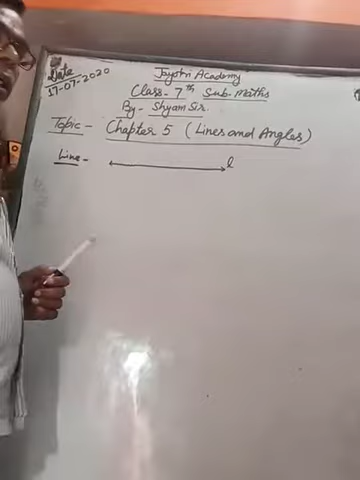 Date
17-07-2020
Jayshri Academy
Class- 7th Sub- Maths
By- Shyam Sir.
Topic- Chapter 5 (Lines and Angles)
Line- l